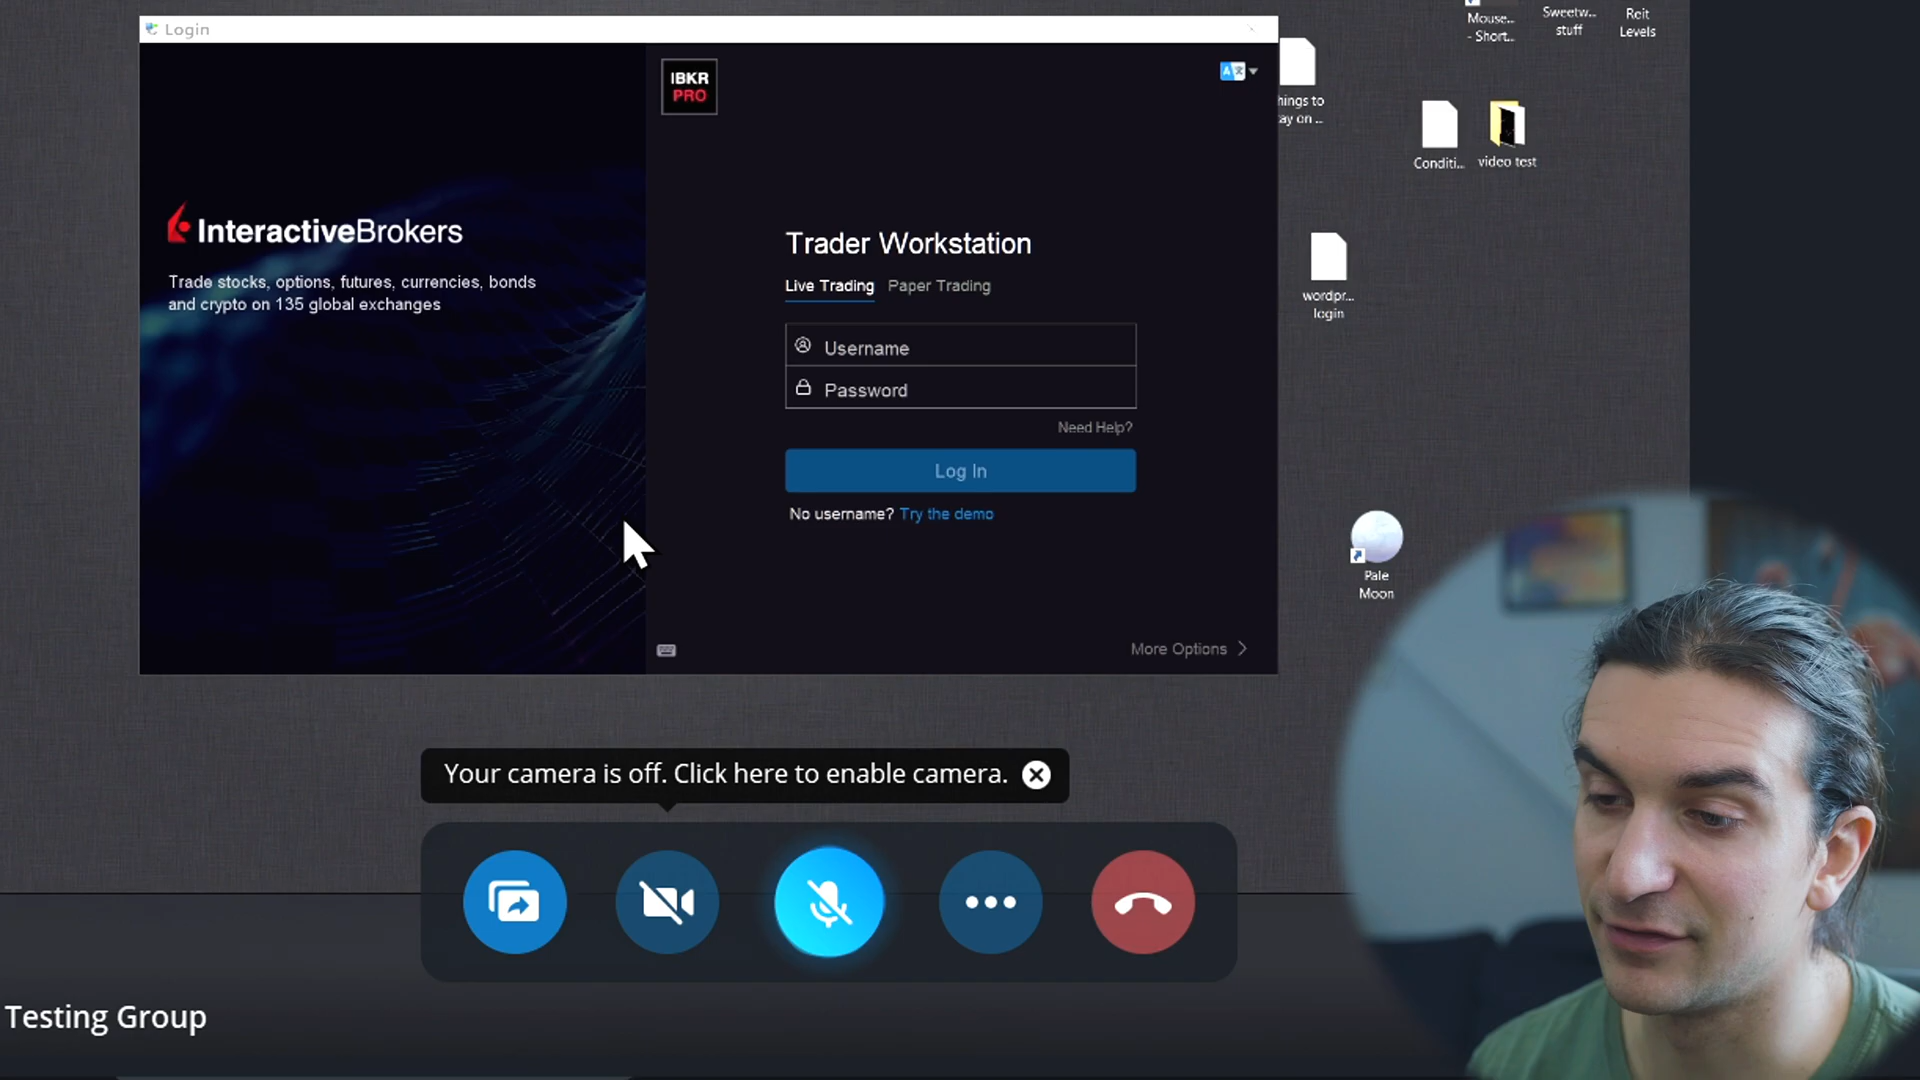 Login
Mouse...
- Short...
Sweetw...
stuff
Reit
Levels
IBKR
PRO
hings to
ay on ...
Conditi...
video test
InteractiveBrokers
Trade stocks, options, futures, currencies, bonds
and crypto on 135 global exchanges
Trader Workstation
Live Trading Paper Trading
Username
Password
Need Help?
Log In
No username? Try the demo
wordpr...
login
Pale
Moon
More Options
Your camera is off. Click here to enable camera.
Testing Group